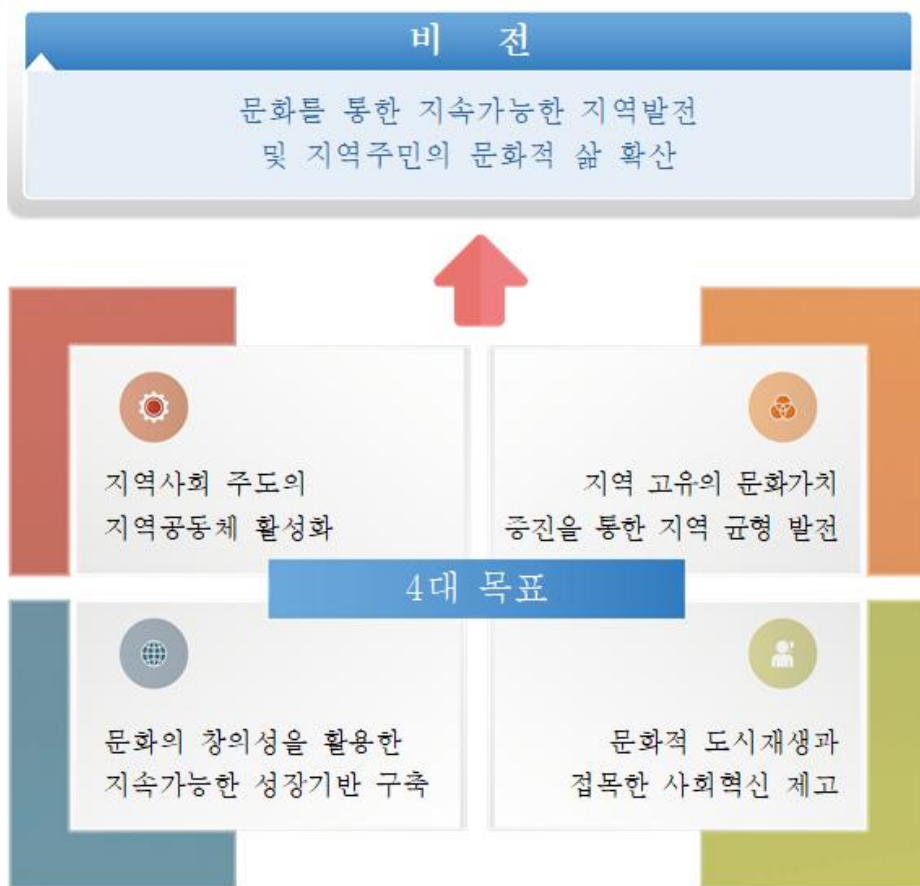 비 전
문화를 통한 지속가능한 지역발전
및 지역주민의 문화적 삶 확산
지역사회 주도의
지역공동체 활성화
지역 고유의 문화가치
증진을 통한 지역 균형 발전
4대 목표
문화의 창의성을 활용한
지속가능한 성장기반 구축
문화적 도시재생과
접목한 사회혁신 제고